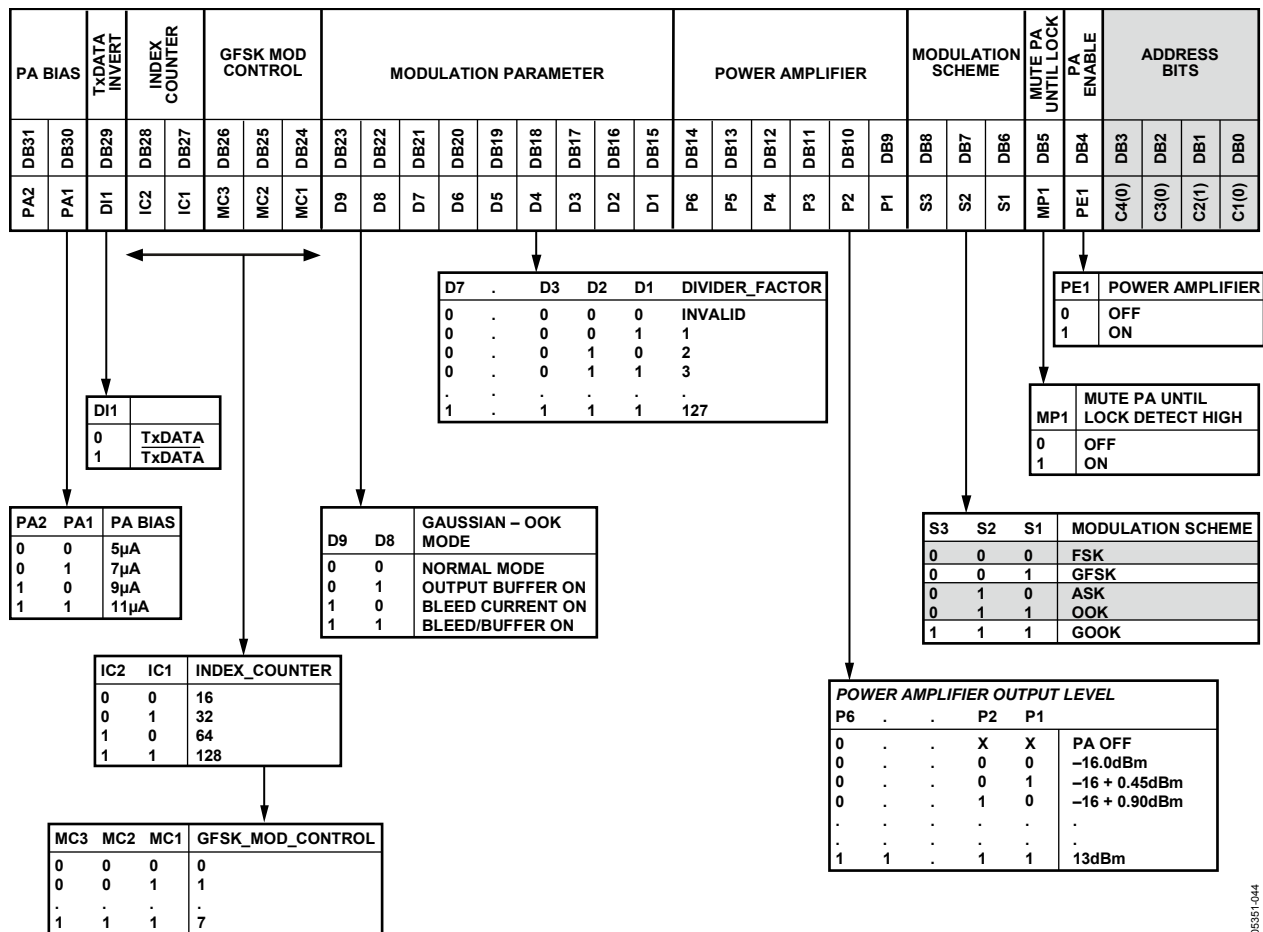 PA BIAS
TxDATA
INVERT
INDEX
COUNTER
GFSK MOD
CONTROL
MODULATION PARAMETER
POWER AMPLIFIER
MODULATION
SCHEME
MUTE PA
UNTIL LOCK
PA
ENABLE
ADDRESS
BITS
DB31 DB30 DB29 DB28 DB27 DB26 DB25 DB24 DB23 DB22 DB21 DB20 DB19 DB18 DB17 DB16 DB15 DB14 DB13 DB12 DB11 DB10 DB9 DB8 DB7 DB6 DB5 DB4 DB3 DB2 DB1 DB0
PA2 PA1 DI1 IC2 IC1 MC3 MC2 MC1 D9 D8 D7 D6 D5 D4 D3 D2 D1 P6 P5 P4 P3 P2 P1 S3 S2 S1 MP1 PE1 C4(0) C3(0) C2(1) C1(0)
D7 . D3 D2 D1 DIVIDER_FACTOR
0 . 0 0 0 INVALID
0 . 0 0 1 1
0 . 0 1 0 2
0 . 0 1 1 3
. . . . . .
1 . 1 1 1 127
PE1 POWER AMPLIFIER
0 OFF
1 ON
MP1 MUTE PA UNTIL
LOCK DETECT HIGH
0 OFF
1 ON
DI1
0 TxDATA
1 TxDATA
PA2 PA1 PA BIAS
0 0 5µA
0 1 7µA
1 0 9µA
1 1 11µA
D9 D8 GAUSSIAN – OOK
MODE
0 0 NORMAL MODE
0 1 OUTPUT BUFFER ON
1 0 BLEED CURRENT ON
1 1 BLEED/BUFFER ON
S3 S2 S1 MODULATION SCHEME
0 0 0 FSK
0 0 1 GFSK
0 1 0 ASK
0 1 1 OOK
1 1 1 GOOK
IC2 IC1 INDEX_COUNTER
0 0 16
0 1 32
1 0 64
1 1 128
POWER AMPLIFIER OUTPUT LEVEL
P6 . . P2 P1
0 . . X X PA OFF
0 . . 0 0 –16.0dBm
0 . . 0 1 –16 + 0.45dBm
0 . . 1 0 –16 + 0.90dBm
. . . . . .
. . . . . .
1 1 . 1 1 13dBm
MC3 MC2 MC1 GFSK_MOD_CONTROL
0 0 0 0
0 0 1 1
. . . .
1 1 1 7
05351-044